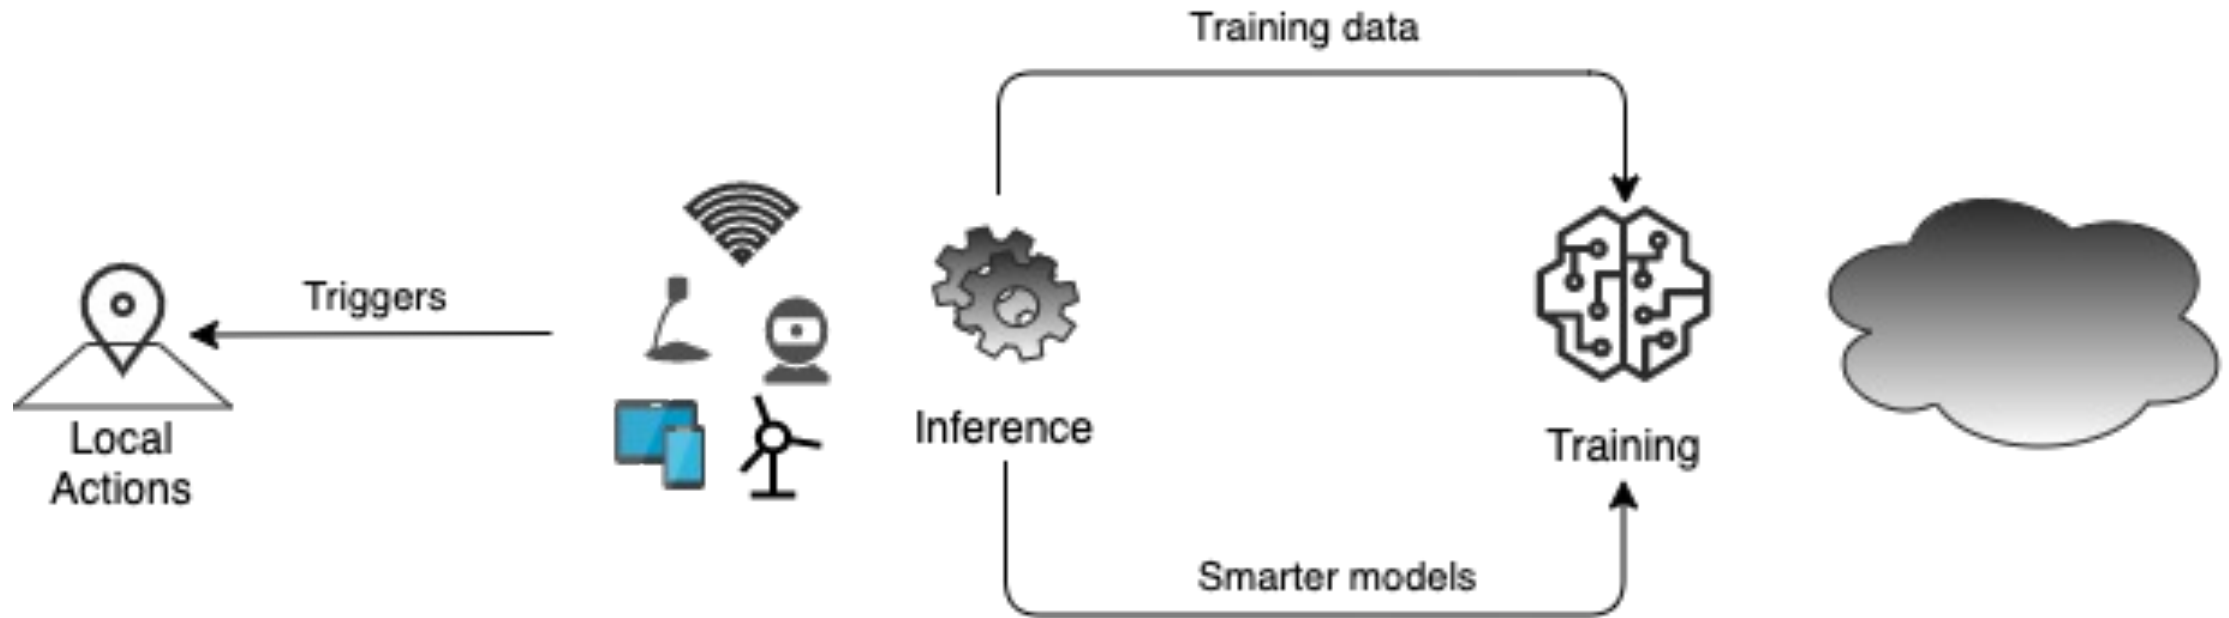 Training data
Triggers
Local
Actions
Inference
Training
Smarter models